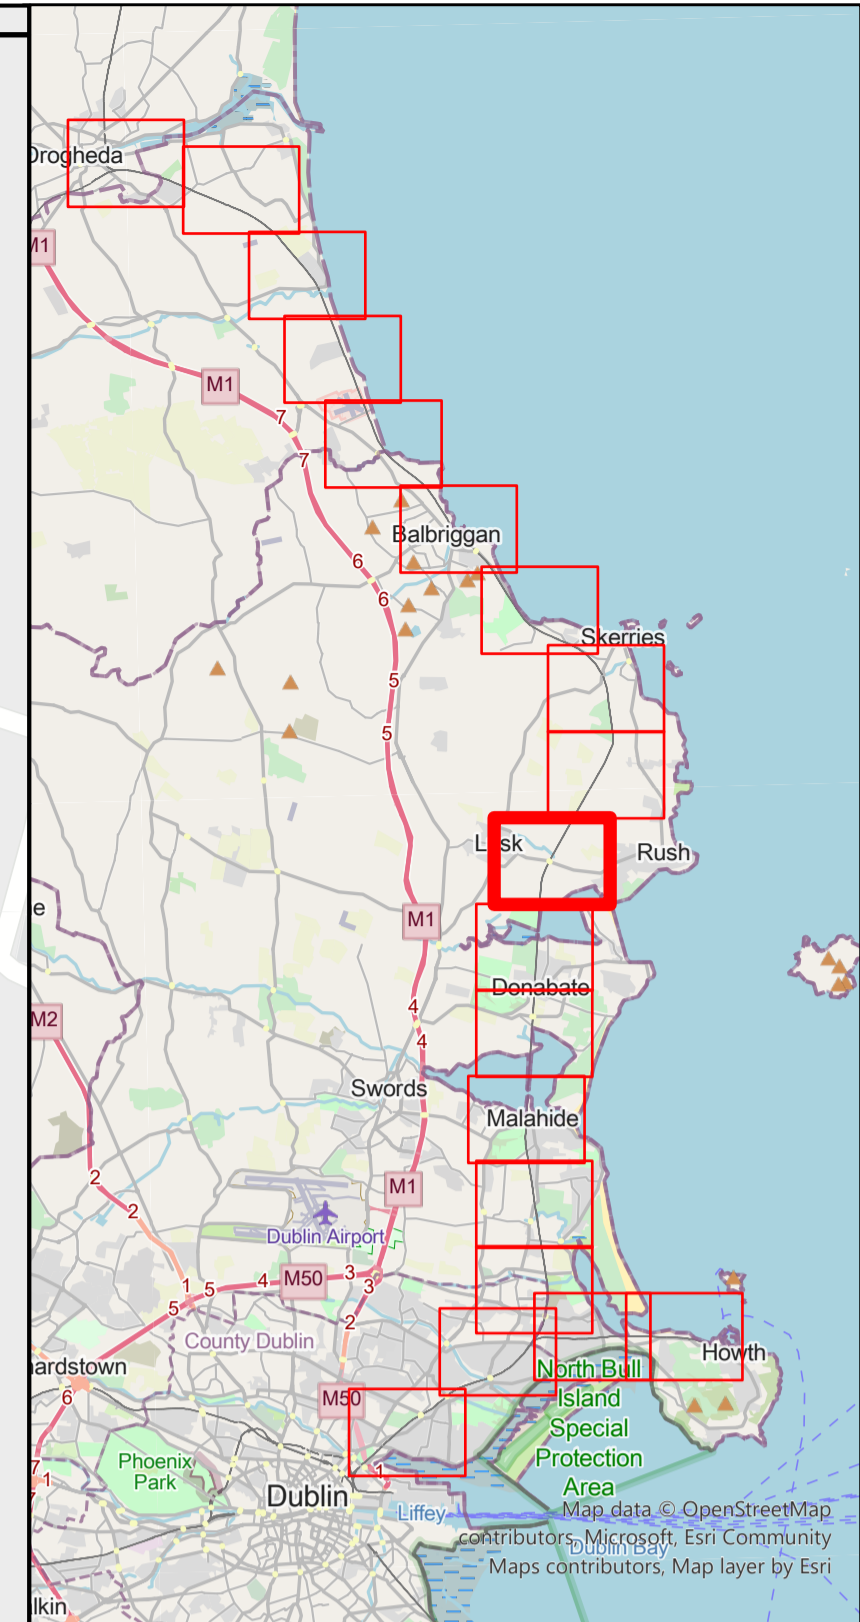 Drogheda
M1
M1
7
7
Balbriggan
6
6
Skerries
5
5
Lusk
Rush
M1
e
Donabate
M2
4
4
Swords
Malahide
2
2
M1
Dublin Airport
1
5
5
4
M50
3
3
2
County Dublin
Howth
hardstown
6
M50
North Bull
Island
Special
Protection
Area
Phoenix
Park
7
1
1
Dublin
Liffey
Dublin Bay
Map data © OpenStreetMap
contributors, Microsoft, Esri Community
Maps contributors, Map layer by Esri
lkin